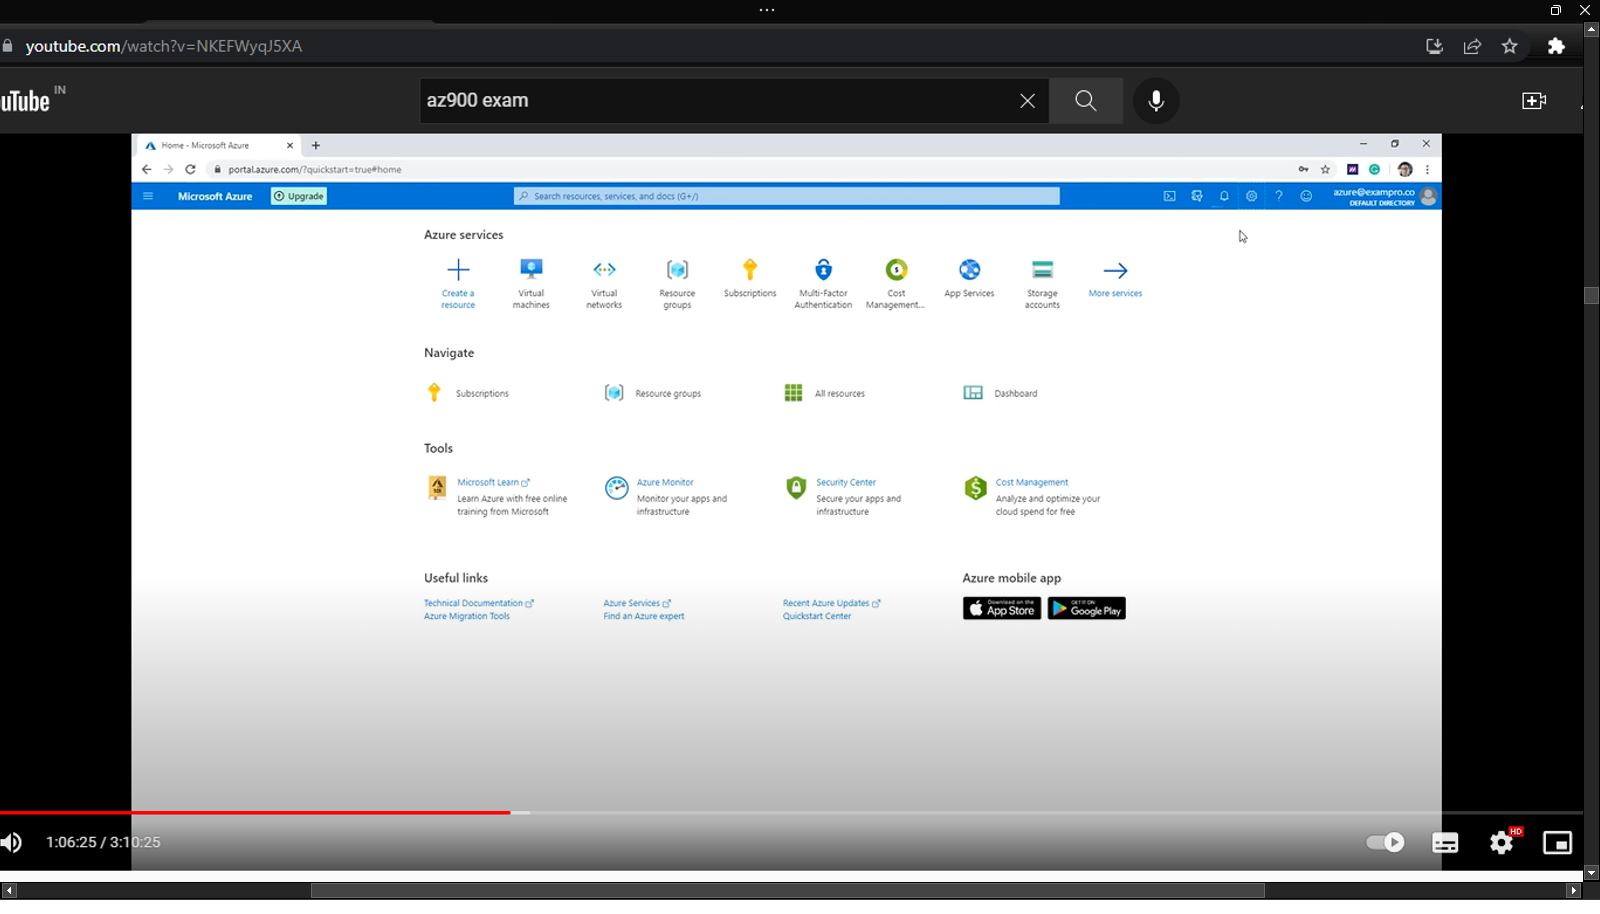 youtube.com/watch?v=NKEFWyqJ5XA
uTube IN
az900 exam
Home - Microsoft Azure
portal.azure.com/?quickstart=true#home
Microsoft Azure
Upgrade
Search resources, services, and docs (G+/)
azure@exampro.co
DEFAULT DIRECTORY
Azure services
Create a resource
Virtual machines
Virtual networks
Resource groups
Subscriptions
Multi-Factor Authentication
Cost Management...
App Services
Storage accounts
More services
Navigate
Subscriptions
Resource groups
All resources
Dashboard
Tools
Microsoft Learn
Learn Azure with free online
training from Microsoft
Azure Monitor
Monitor your apps and
infrastructure
Security Center
Secure your apps and
infrastructure
Cost Management
Analyze and optimize your
cloud spend for free
Useful links
Technical Documentation
Azure Migration Tools
Azure Services
Find an Azure expert
Recent Azure Updates
Quickstart Center
Azure mobile app
Download on the
App Store
GET IT ON
Google Play
1:06:25 / 3:10:25
HD